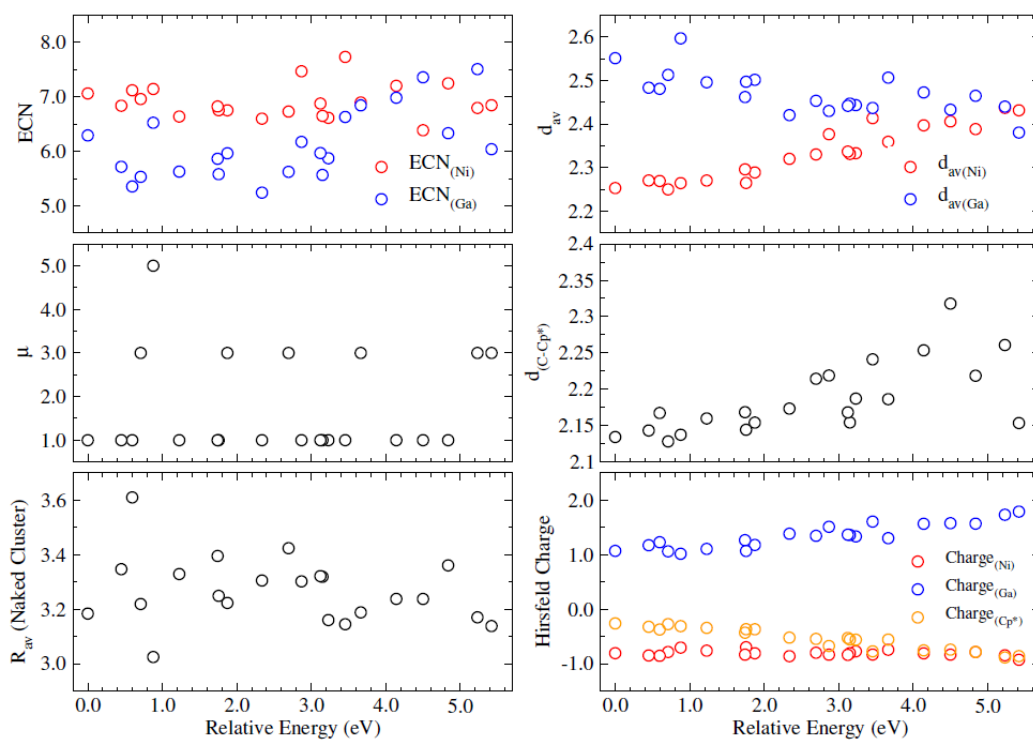 8.0
7.0
6.0
5.0
ECN
ECN(Ni)
ECN(Ga)
2.6
2.5
2.4
2.3
2.2
d_av
d_av(Ni)
d_av(Ga)
5.0
4.0
3.0
2.0
1.0
μ
2.4
2.35
2.3
2.25
2.2
2.15
2.1
d(C-Cp*)
3.6
3.4
3.2
3.0
R_av (Naked Cluster)
0.0 1.0 2.0 3.0 4.0 5.0
Relative Energy (eV)
2.0
1.0
0.0
-1.0
Hirsfeld Charge
Charge(Ni)
Charge(Ga)
Charge(Cp*)
0.0 1.0 2.0 3.0 4.0 5.0
Relative Energy (eV)